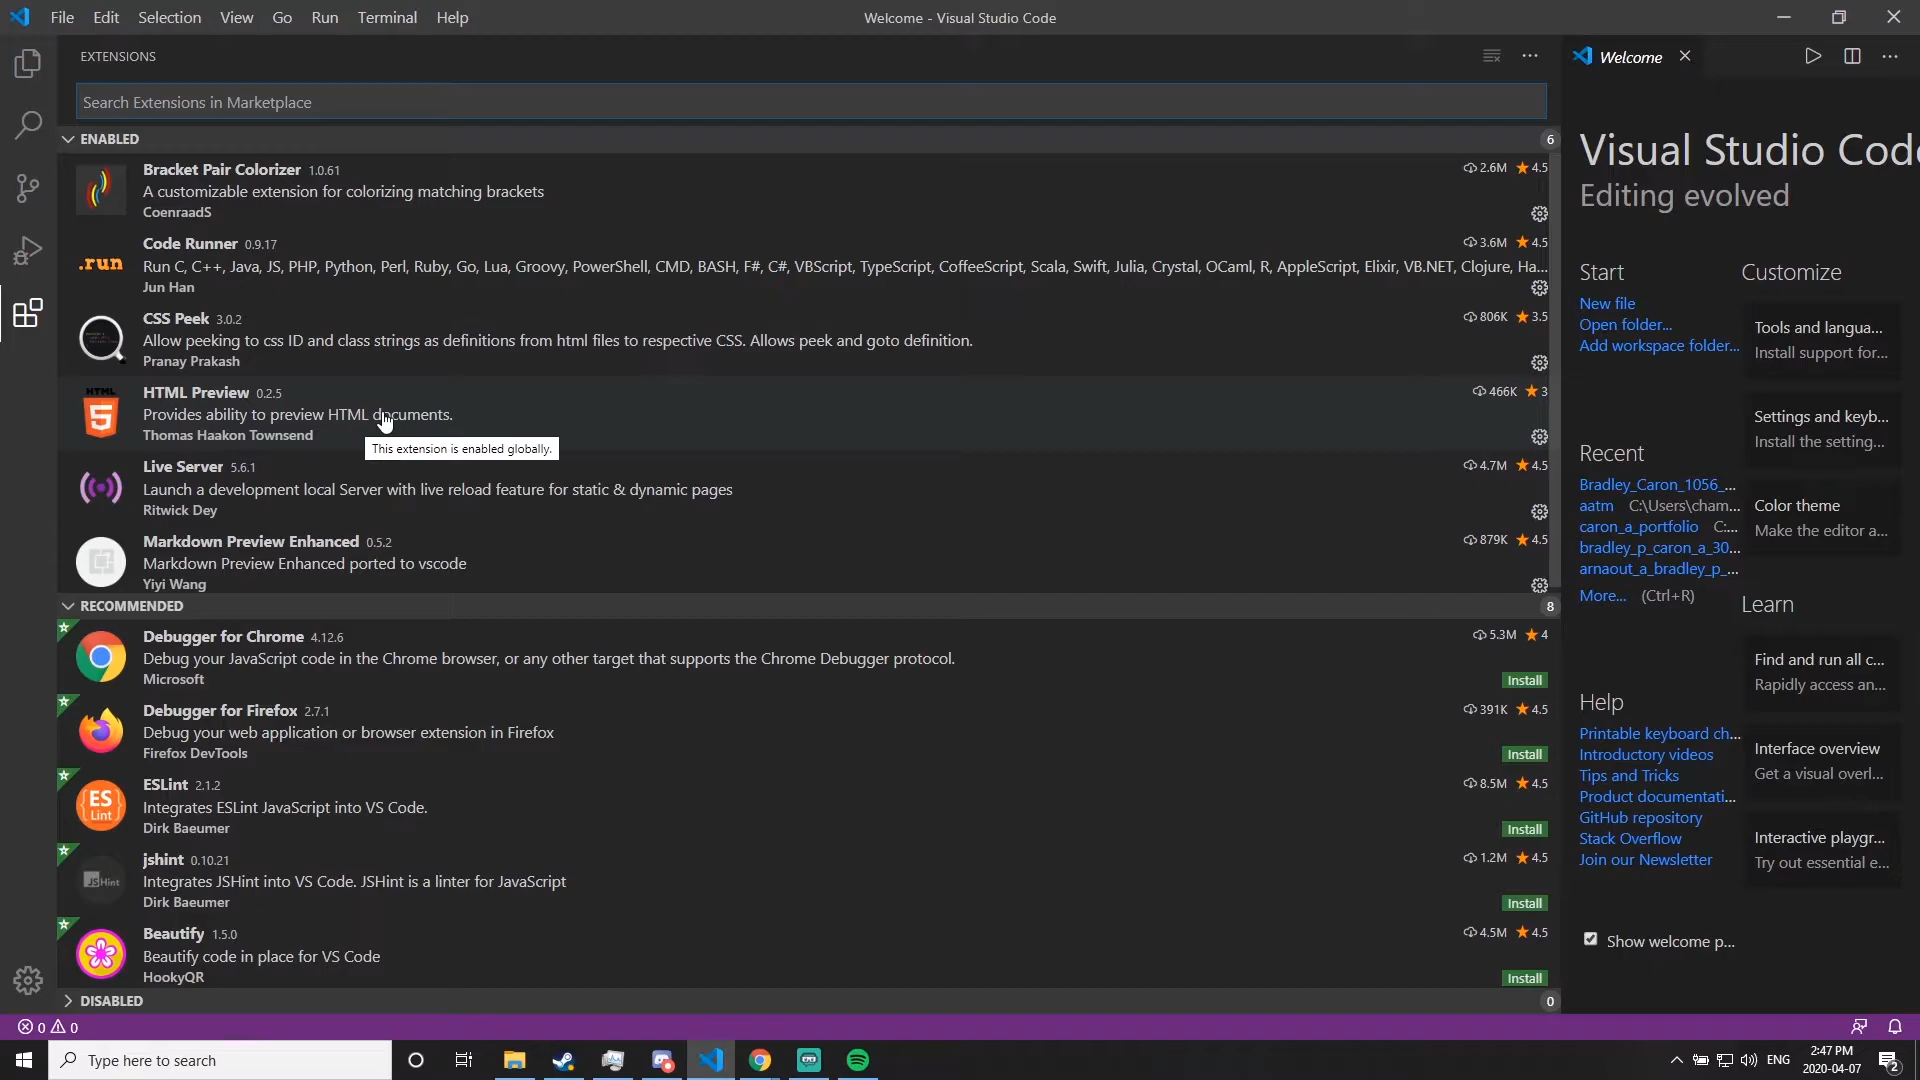 File Edit Selection View Go Run Terminal Help
Welcome - Visual Studio Code
EXTENSIONS
Search Extensions in Marketplace
ENABLED 6
Bracket Pair Colorizer 1.0.61 2.6M 4.5
A customizable extension for colorizing matching brackets
CoenraadS
Code Runner 0.9.17 3.6M 4.5
.run
Run C, C++, Java, JS, PHP, Python, Perl, Ruby, Go, Lua, Groovy, PowerShell, CMD, BASH, F#, C#, VBScript, TypeScript, CoffeeScript, Scala, Swift, Julia, Crystal, OCaml, R, AppleScript, Elixir, VB.NET, Clojure, Ha...
Jun Han
CSS Peek 3.0.2 806K 3.5
Allow peeking to css ID and class strings as definitions from html files to respective CSS. Allows peek and goto definition.
Pranay Prakash
HTML
5
HTML Preview 0.2.5 466K 3
Provides ability to preview HTML documents.
Thomas Haakon Townsend
This extension is enabled globally.
Live Server 5.6.1 4.7M 4.5
Launch a development local Server with live reload feature for static & dynamic pages
Ritwick Dey
Markdown Preview Enhanced 0.5.2 879K 4.5
Markdown Preview Enhanced ported to vscode
Yiyi Wang
RECOMMENDED 8
Debugger for Chrome 4.12.6 5.3M 4
Debug your JavaScript code in the Chrome browser, or any other target that supports the Chrome Debugger protocol.
Microsoft Install
Debugger for Firefox 2.7.1 391K 4.5
Debug your web application or browser extension in Firefox
Firefox DevTools Install
ES
Lint
ESLint 2.1.2 8.5M 4.5
Integrates ESLint JavaScript into VS Code.
Dirk Baeumer Install
JSHint
jshint 0.10.21 1.2M 4.5
Integrates JSHint into VS Code. JSHint is a linter for JavaScript
Dirk Baeumer Install
Beautify 1.5.0 4.5M 4.5
Beautify code in place for VS Code
HookyQR Install
DISABLED 0
Welcome
Visual Studio Code
Editing evolved
Start
New file
Open folder...
Add workspace folder...
Recent
Bradley_Caron_1056_...
aatm C:\Users\cham...
caron_a_portfolio C:...
bradley_p_caron_a_30...
arnaout_a_bradley_p_...
More... (Ctrl+R)
Help
Printable keyboard ch...
Introductory videos
Tips and Tricks
Product documentati...
GitHub repository
Stack Overflow
Join our Newsletter
Show welcome p...
Customize
Tools and langua...
Install support for...
Settings and keyb...
Install the setting...
Color theme
Make the editor a...
Learn
Find and run all c...
Rapidly access an...
Interface overview
Get a visual overl...
Interactive playgr...
Try out essential e...
0 0
Type here to search
ENG
2:47 PM
2020-04-07
2